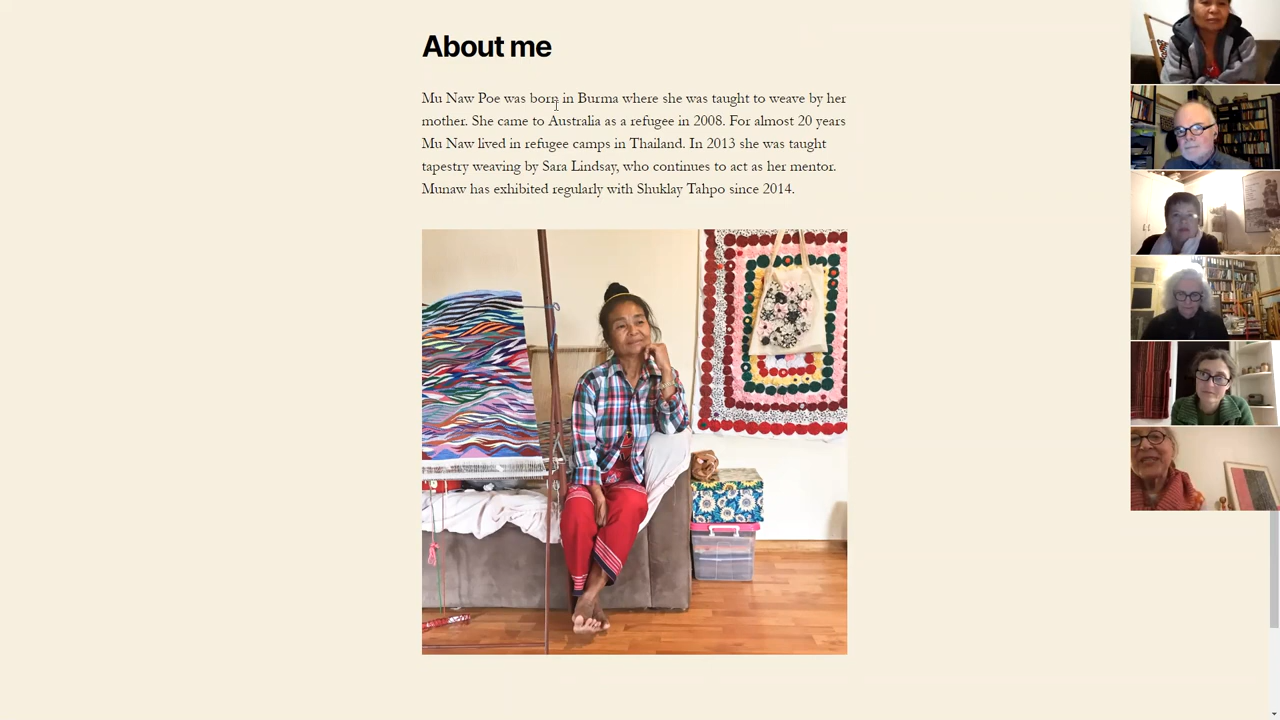 About me
Mu Naw Poe was born in Burma where she was taught to weave by her
mother. She came to Australia as a refugee in 2008. For almost 20 years
Mu Naw lived in refugee camps in Thailand. In 2013 she was taught
tapestry weaving by Sara Lindsay, who continues to act as her mentor.
Munaw has exhibited regularly with Shuklay Tahpo since 2014.